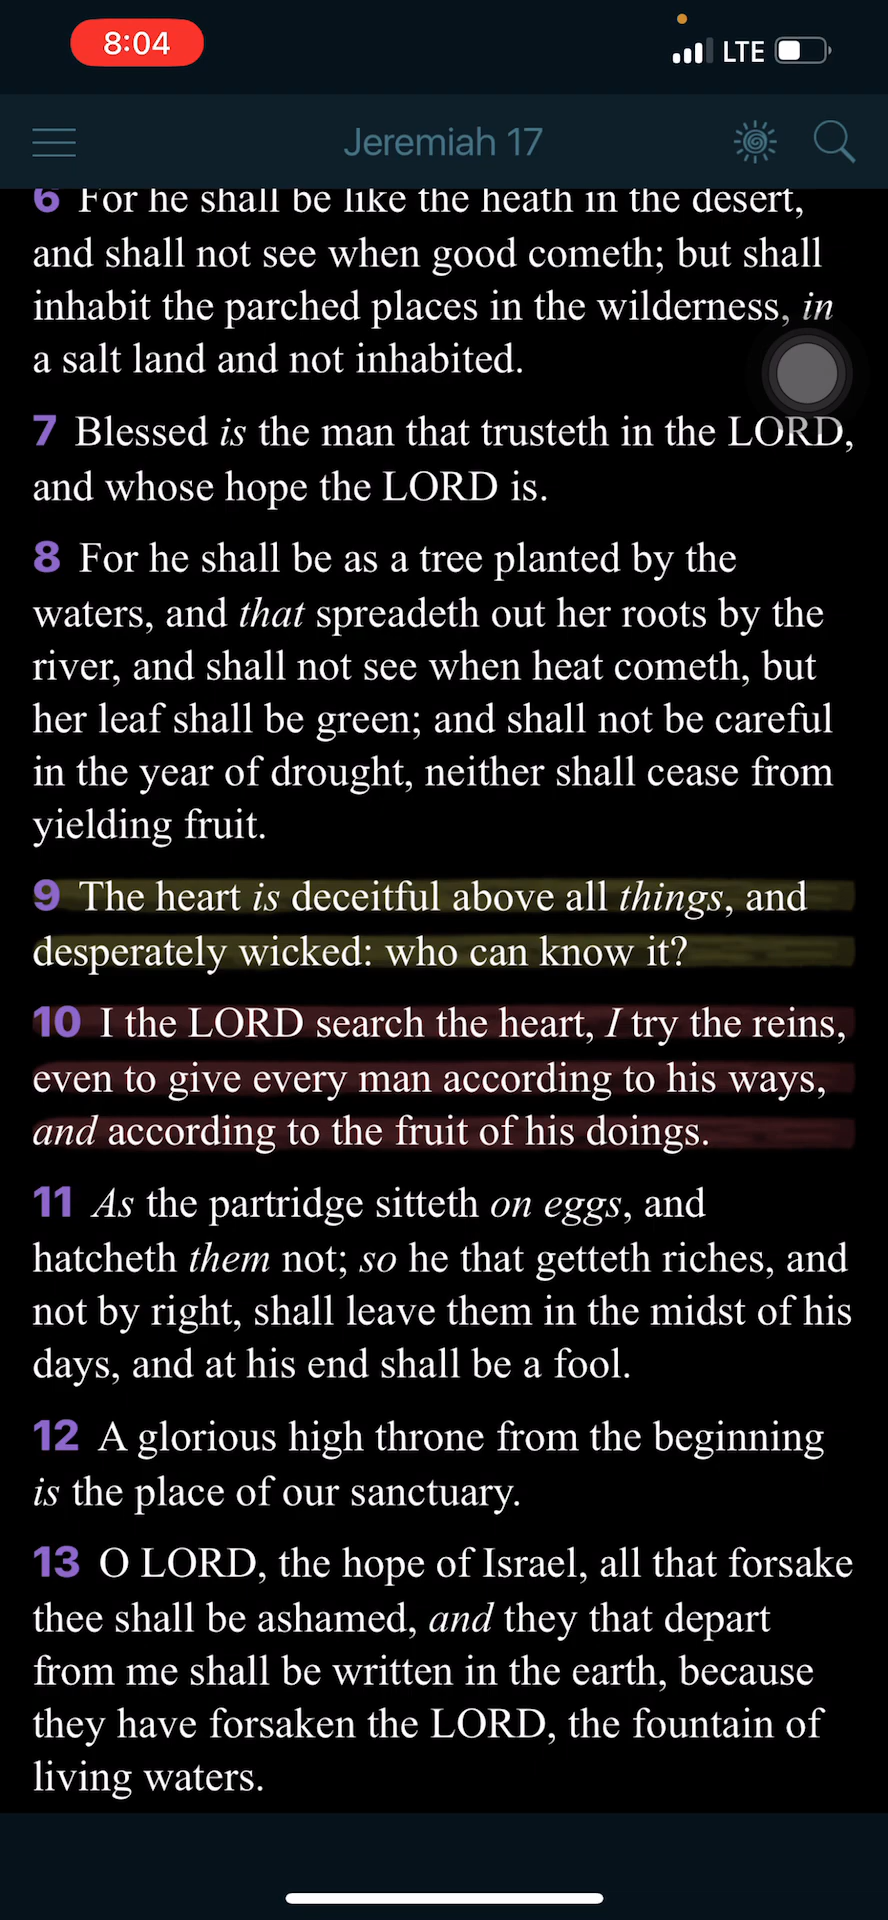 8:04
LTE
Jeremiah 17
6 For he shall be like the heath in the desert,
and shall not see when good cometh; but shall
inhabit the parched places in the wilderness, in
a salt land and not inhabited.
7 Blessed is the man that trusteth in the LORD,
and whose hope the LORD is.
8 For he shall be as a tree planted by the
waters, and that spreadeth out her roots by the
river, and shall not see when heat cometh, but
her leaf shall be green; and shall not be careful
in the year of drought, neither shall cease from
yielding fruit.
9 The heart is deceitful above all things, and
desperately wicked: who can know it?
10 I the LORD search the heart, I try the reins,
even to give every man according to his ways,
and according to the fruit of his doings.
11 As the partridge sitteth on eggs, and
hatcheth them not; so he that getteth riches, and
not by right, shall leave them in the midst of his
days, and at his end shall be a fool.
12 A glorious high throne from the beginning
is the place of our sanctuary.
13 O LORD, the hope of Israel, all that forsake
thee shall be ashamed, and they that depart
from me shall be written in the earth, because
they have forsaken the LORD, the fountain of
living waters.